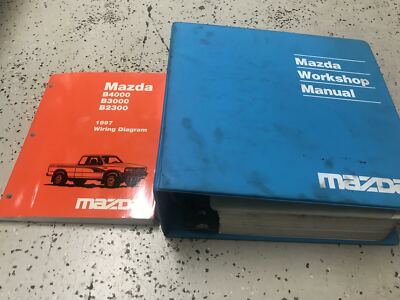 Mazda
B4000
B3000
B2300
1997
Wiring Diagram
mazda
Mazda
Workshop
Manual
mazda